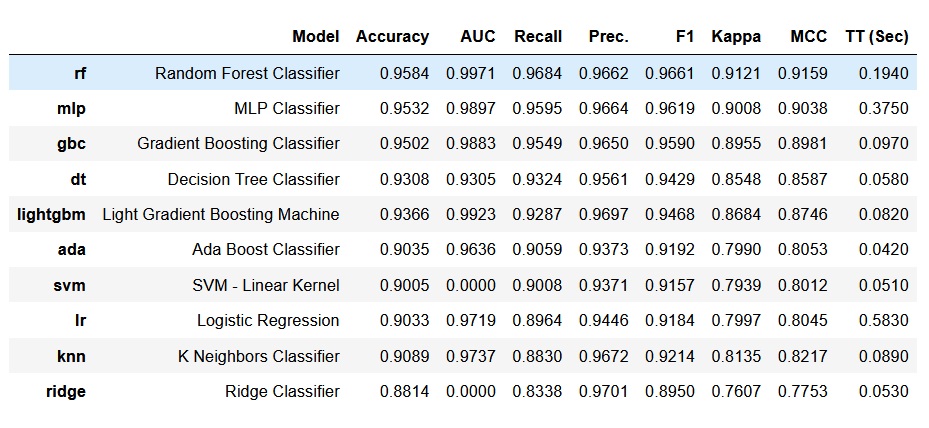 Model Accuracy AUC Recall Prec. F1 Kappa MCC TT (Sec)
rf Random Forest Classifier 0.9584 0.9971 0.9684 0.9662 0.9661 0.9121 0.9159 0.1940
mlp MLP Classifier 0.9532 0.9897 0.9595 0.9664 0.9619 0.9008 0.9038 0.3750
gbc Gradient Boosting Classifier 0.9502 0.9883 0.9549 0.9650 0.9590 0.8955 0.8981 0.0970
dt Decision Tree Classifier 0.9308 0.9305 0.9324 0.9561 0.9429 0.8548 0.8587 0.0580
lightgbm Light Gradient Boosting Machine 0.9366 0.9923 0.9287 0.9697 0.9468 0.8684 0.8746 0.0820
ada Ada Boost Classifier 0.9035 0.9636 0.9059 0.9373 0.9192 0.7990 0.8053 0.0420
svm SVM - Linear Kernel 0.9005 0.0000 0.9008 0.9371 0.9157 0.7939 0.8012 0.0510
lr Logistic Regression 0.9033 0.9719 0.8964 0.9446 0.9184 0.7997 0.8045 0.5830
knn K Neighbors Classifier 0.9089 0.9737 0.8830 0.9672 0.9214 0.8135 0.8217 0.0890
ridge Ridge Classifier 0.8814 0.0000 0.8338 0.9701 0.8950 0.7607 0.7753 0.0530